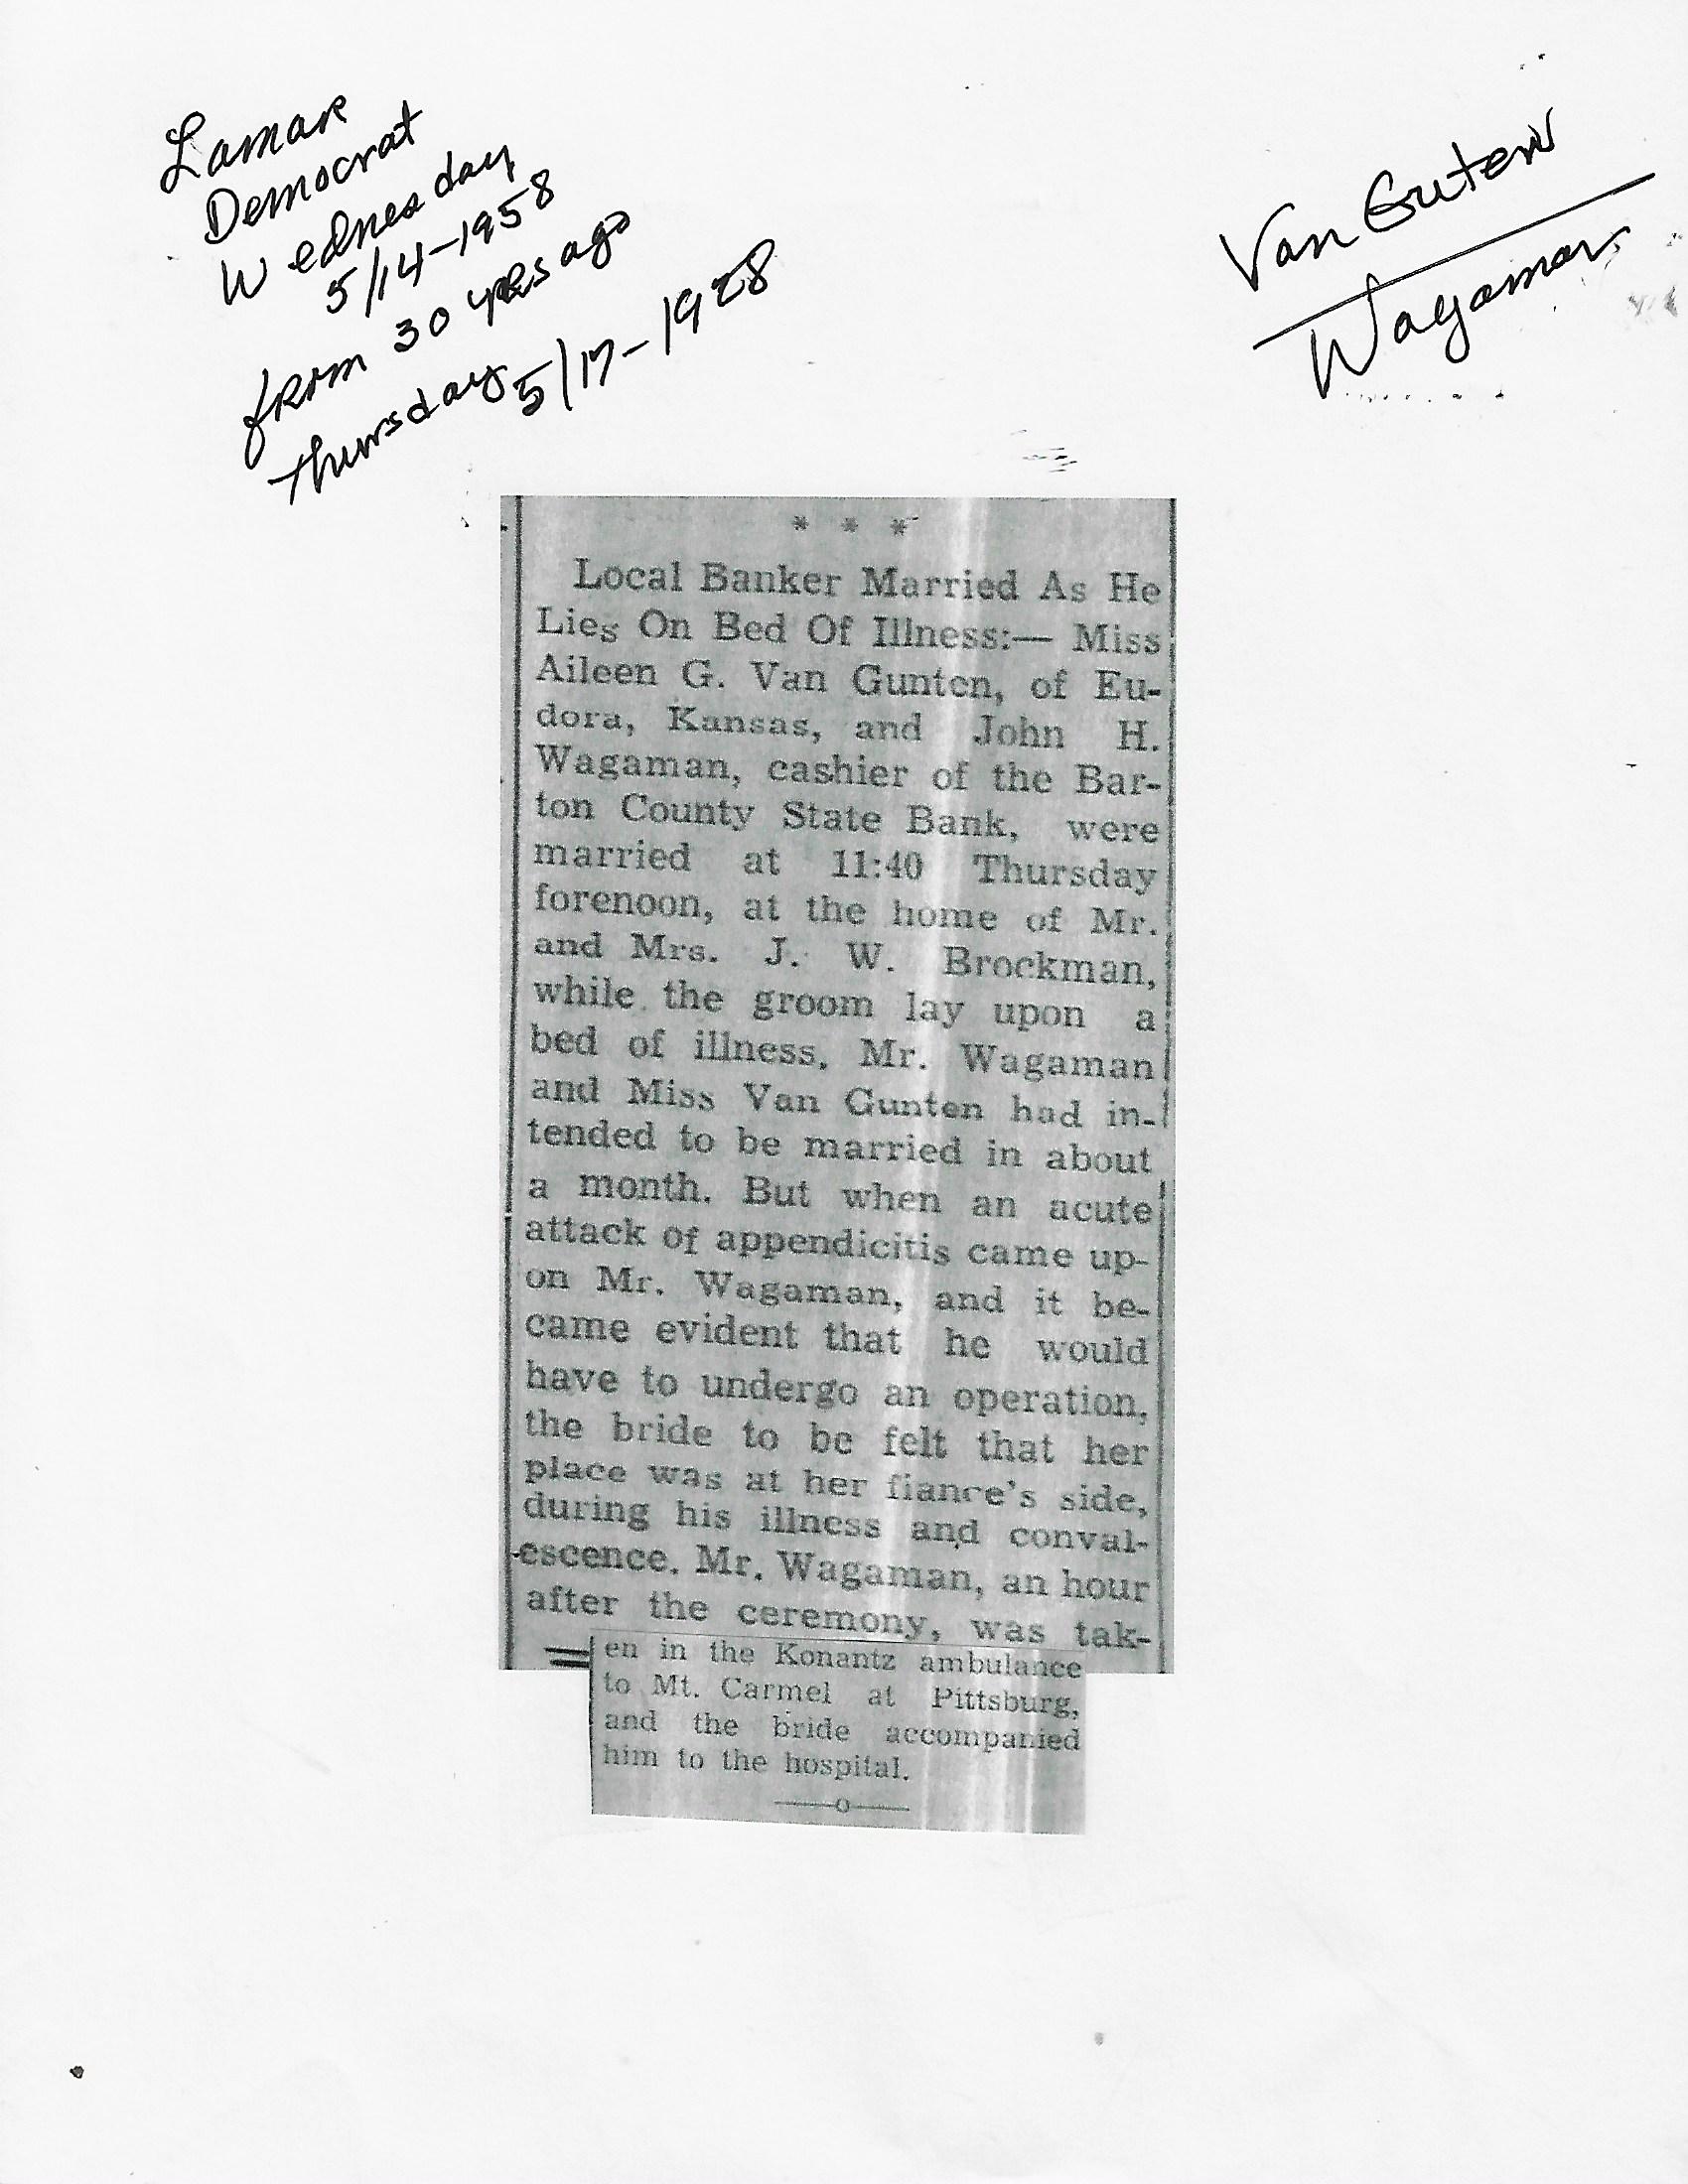 Lamar
Democrat
Wednesday
5/14-1958
from 30 yrs ago
Thursday 5/17-1928
Van Guten
Wagaman
* * *
Local Banker Married As He
Lies On Bed Of Illness:— Miss
Aileen G. Van Gunten, of Eu-
dora, Kansas, and John H.
Wagaman, cashier of the Bar-
ton County State Bank, were
married at 11:40 Thursday
forenoon, at the home of Mr.
and Mrs. J. W. Brockman,
while the groom lay upon a
bed of illness. Mr. Wagaman
and Miss Van Gunten had in-
tended to be married in about
a month. But when an acute
attack of appendicitis came up-
on Mr. Wagaman, and it be-
came evident that he would
have to undergo an operation,
the bride to be felt that her
place was at her fiance's side,
during his illness and conval-
escence. Mr. Wagaman, an hour
after the ceremony, was tak-
en in the Konantz ambulance
to Mt. Carmel at Pittsburg,
and the bride accompanied
him to the hospital.
——o——